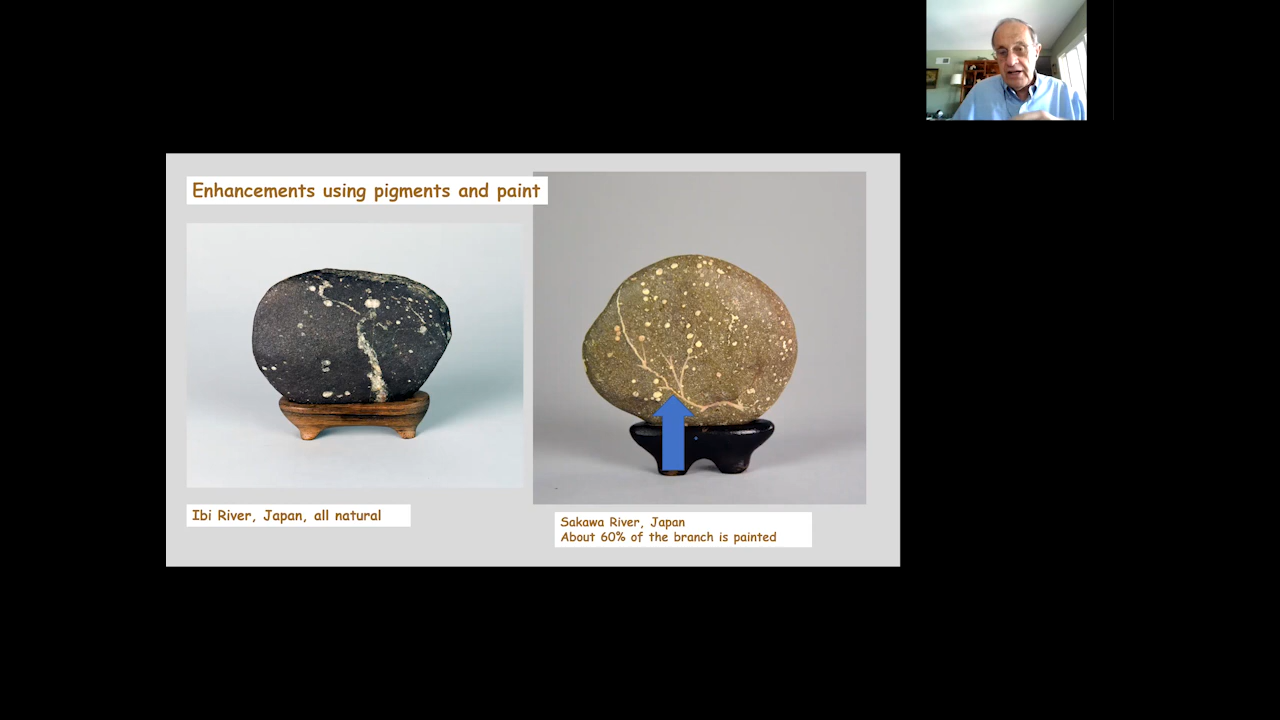 Enhancements using pigments and paint
Ibi River, Japan, all natural
Sakawa River, Japan
About 60% of the branch is painted